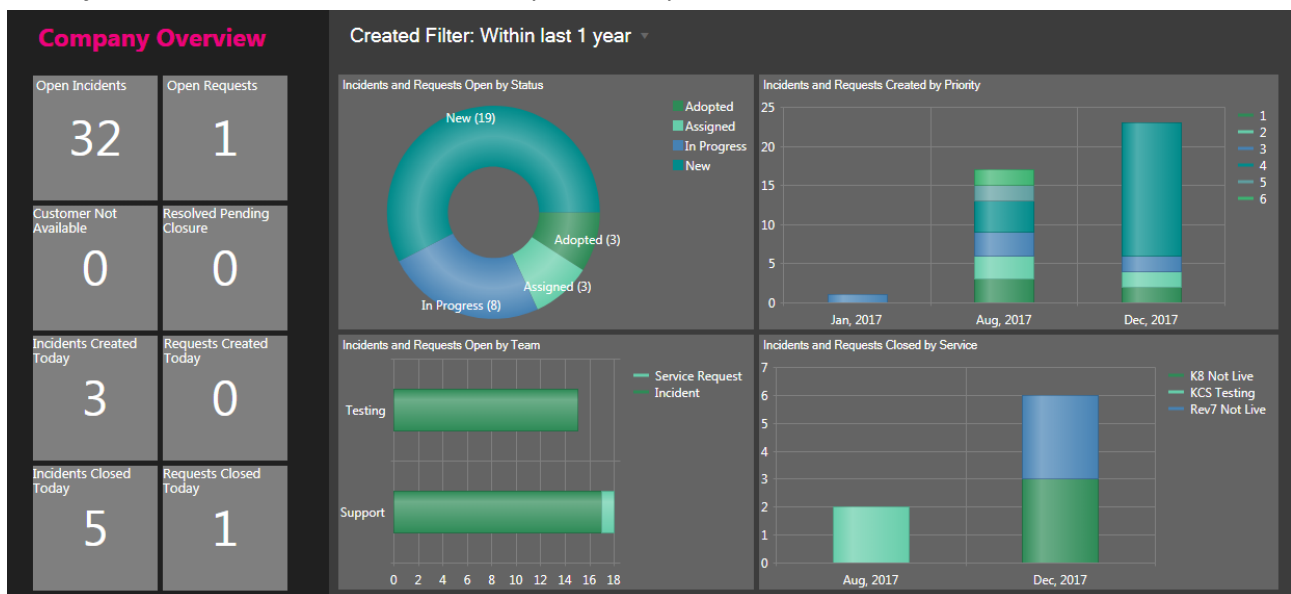 Company Overview
Created Filter: Within last 1 year
Open Incidents
32
Open Requests
1
Customer Not
Available
0
Resolved Pending
Closure
0
Incidents Created
Today
3
Requests Created
Today
0
Incidents Closed
Today
5
Requests Closed
Today
1
Incidents and Requests Open by Status
New (19)
Adopted (3)
Assigned (3)
In Progress (8)
Adopted
Assigned
In Progress
New
Incidents and Requests Created by Priority
25
20
15
10
5
0
Jan, 2017
Aug, 2017
Dec, 2017
1
2
3
4
5
6
Incidents and Requests Open by Team
Testing
Support
0 2 4 6 8 10 12 14 16 18
Service Request
Incident
Incidents and Requests Closed by Service
7
6
5
4
3
2
1
0
Aug, 2017
Dec, 2017
K8 Not Live
KCS Testing
Rev7 Not Live